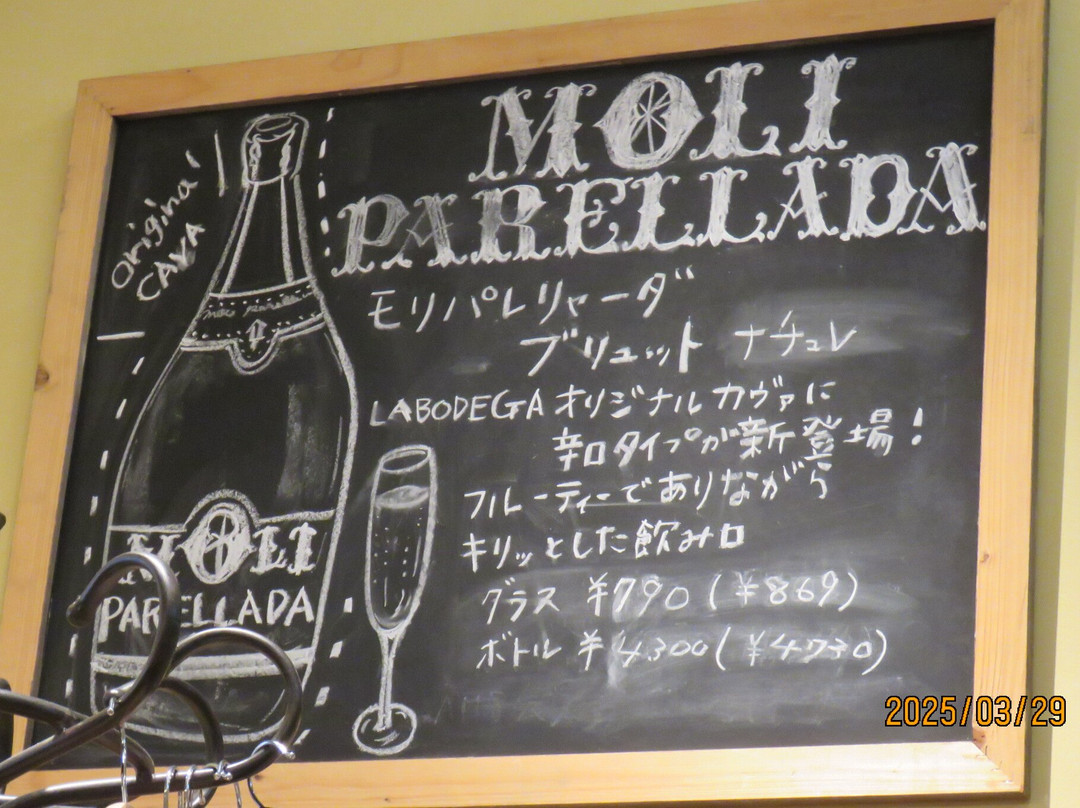 MOLI
PARELLADA
Original
CAVA
モリパレリャーダ
ブリュット ナチュレ
LABODEGA オリジナル カヴァに
辛口タイプが新登場!
フルーティーでありながら
キリッとした飲み口
グラス ¥790(¥869)
ボトル ¥4300(¥4730)
MOLI
PARELLADA
2025/03/29